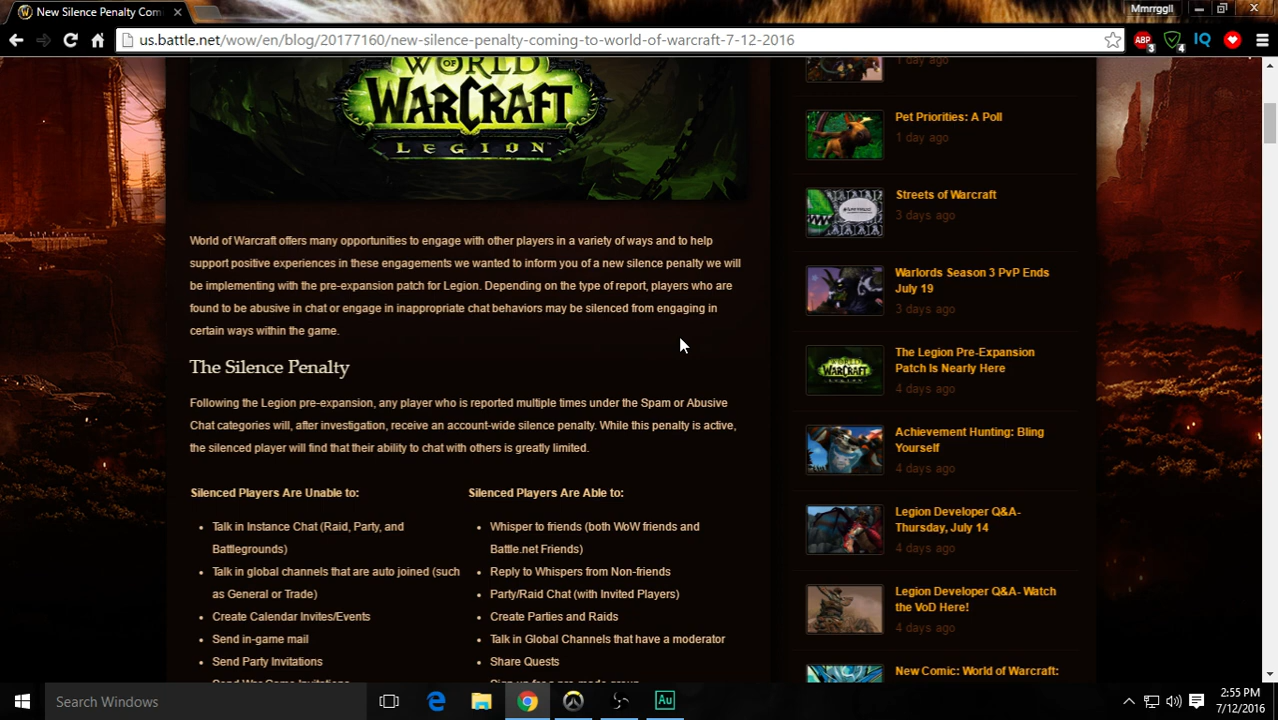 New Silence Penalty Com
Mmrrggll
us.battle.net/wow/en/blog/20177160/new-silence-penalty-coming-to-world-of-warcraft-7-12-2016
ABP
3
4
IQ
WORLD
OF
WARCRAFT
LEGION
World of Warcraft offers many opportunities to engage with other players in a variety of ways and to help
support positive experiences in these engagements we wanted to inform you of a new silence penalty we will
be implementing with the pre-expansion patch for Legion. Depending on the type of report, players who are
found to be abusive in chat or engage in inappropriate chat behaviors may be silenced from engaging in
certain ways within the game.
The Silence Penalty
Following the Legion pre-expansion, any player who is reported multiple times under the Spam or Abusive
Chat categories will, after investigation, receive an account-wide silence penalty. While this penalty is active,
the silenced player will find that their ability to chat with others is greatly limited.
Silenced Players Are Unable to:
• Talk in Instance Chat (Raid, Party, and
Battlegrounds)
• Talk in global channels that are auto joined (such
as General or Trade)
• Create Calendar Invites/Events
• Send in-game mail
• Send Party Invitations
• Send War Game Invitations
Silenced Players Are Able to:
• Whisper to friends (both WoW friends and
Battle.net Friends)
• Reply to Whispers from Non-friends
• Party/Raid Chat (with Invited Players)
• Create Parties and Raids
• Talk in Global Channels that have a moderator
• Share Quests
• Sign up for a pre-made group
1 day ago
Pet Priorities: A Poll
1 day ago
Streets of Warcraft
3 days ago
Warlords Season 3 PvP Ends
July 19
3 days ago
The Legion Pre-Expansion
Patch Is Nearly Here
4 days ago
Achievement Hunting: Bling
Yourself
4 days ago
Legion Developer Q&A-
Thursday, July 14
4 days ago
Legion Developer Q&A- Watch
the VoD Here!
4 days ago
New Comic: World of Warcraft:
Search Windows
Au
2:55 PM
7/12/2016